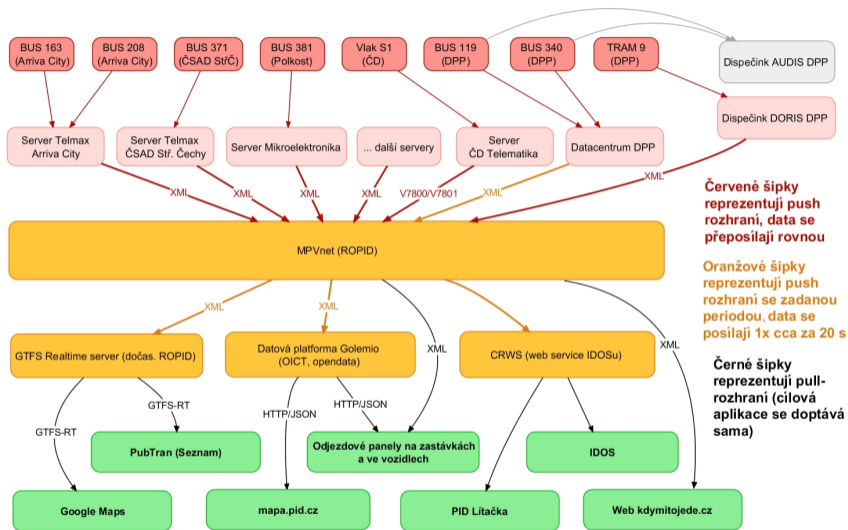 BUS 163
(Arriva City)
BUS 208
(Arriva City)
BUS 371
(ČSAD StřČ)
BUS 381
(Polkost)
Vlak S1
(ČD)
BUS 119
(DPP)
BUS 340
(DPP)
TRAM 9
(DPP)
Dispečink AUDIS DPP
Server Telmax
Arriva City
Server Telmax
ČSAD Stř. Čechy
Server Mikroelektronika
... další servery
Server
ČD Telematika
Datacentrum DPP
Dispečink DORIS DPP
XML
XML
XML
XML
V7800/V7801
XML
XML
MPVnet (ROPID)
Červené šipky
reprezentují push
rozhraní, data se
přeposílají rovnou
Oranžové šipky
reprezentují push
rozhraní se zadanou
periodou, data se
posílají 1x cca za 20 s
Černé šipky
reprezentují pull-
rozhraní (cílová
aplikace se doptává
sama)
XML
XML
XML
XML
GTFS Realtime server (dočas. ROPID)
Datová platforma Golemio
(OICT, opendata)
CRWS (web service IDOSu)
GTFS-RT
GTFS-RT
HTTP/JSON
HTTP/JSON
PubTran (Seznam)
Odjezdové panely na zastávkách
a ve vozidlech
IDOS
Google Maps
mapa.pid.cz
PID Lítačka
Web kdymitojede.cz